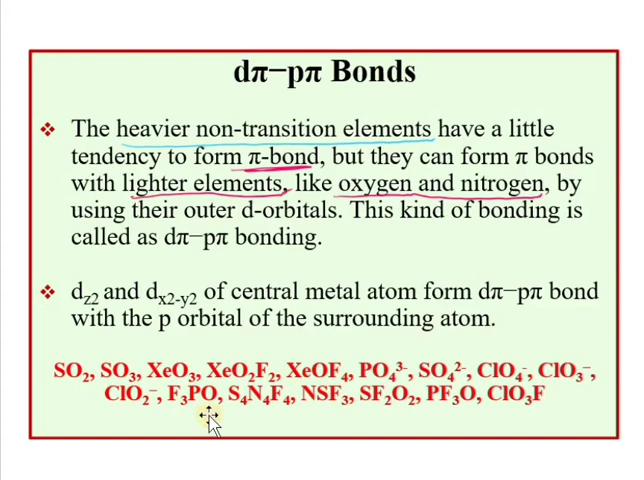 dπ−pπ Bonds
❖ The heavier non-transition elements have a little
tendency to form π-bond, but they can form π bonds
with lighter elements, like oxygen and nitrogen, by
using their outer d-orbitals. This kind of bonding is
called as dπ−pπ bonding.
❖ dz2 and dx2-y2 of central metal atom form dπ−pπ bond
with the p orbital of the surrounding atom.
SO₂, SO₃, XeO₃, XeO₂F₂, XeOF₄, PO₄³⁻, SO₄²⁻, ClO₄⁻, ClO₃⁻,
ClO₂⁻, F₃PO, S₄N₄F₄, NSF₃, SF₂O₂, PF₃O, ClO₃F